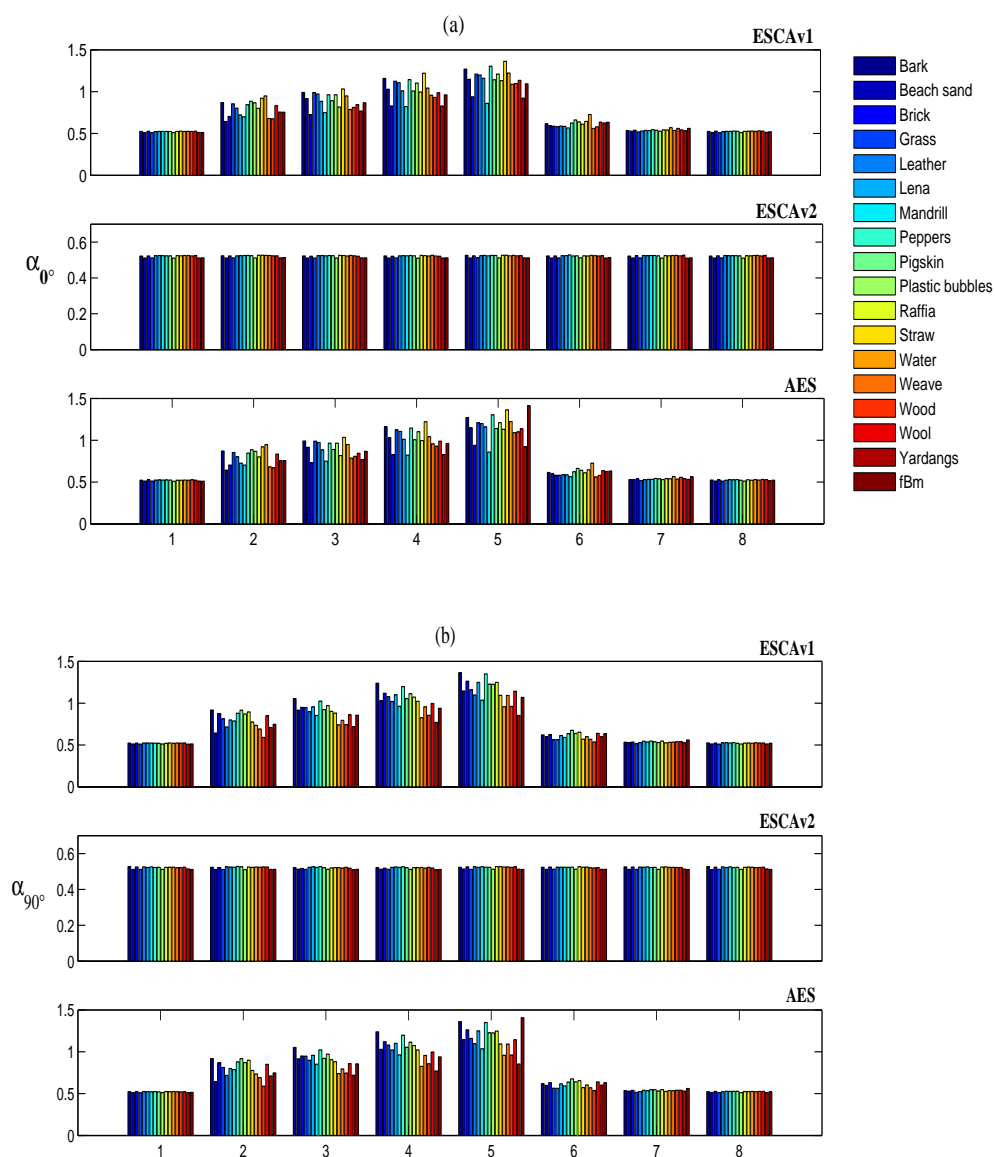 (a)
ESCAv1
1.5
1
0.5
0
ESCAv2
0.6
0.4
0.2
0
α0°
AES
1.5
1
0.5
0
1 2 3 4 5 6 7 8
Bark
Beach sand
Brick
Grass
Leather
Lena
Mandrill
Peppers
Pigskin
Plastic bubbles
Raffia
Straw
Water
Weave
Wood
Wool
Yardangs
fBm
(b)
ESCAv1
1.5
1
0.5
0
ESCAv2
0.6
0.4
0.2
0
α90°
AES
1.5
1
0.5
0
1 2 3 4 5 6 7 8